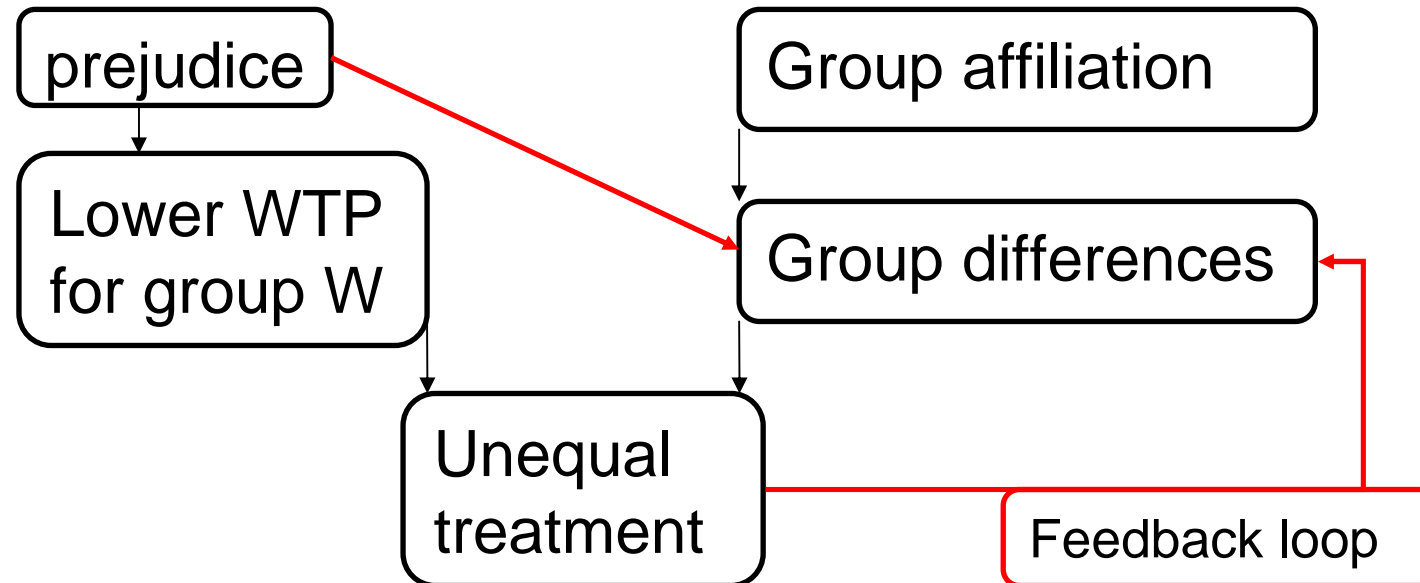 prejudice
Group affiliation
Lower WTP
for group W
Group differences
Unequal
treatment
Feedback loop